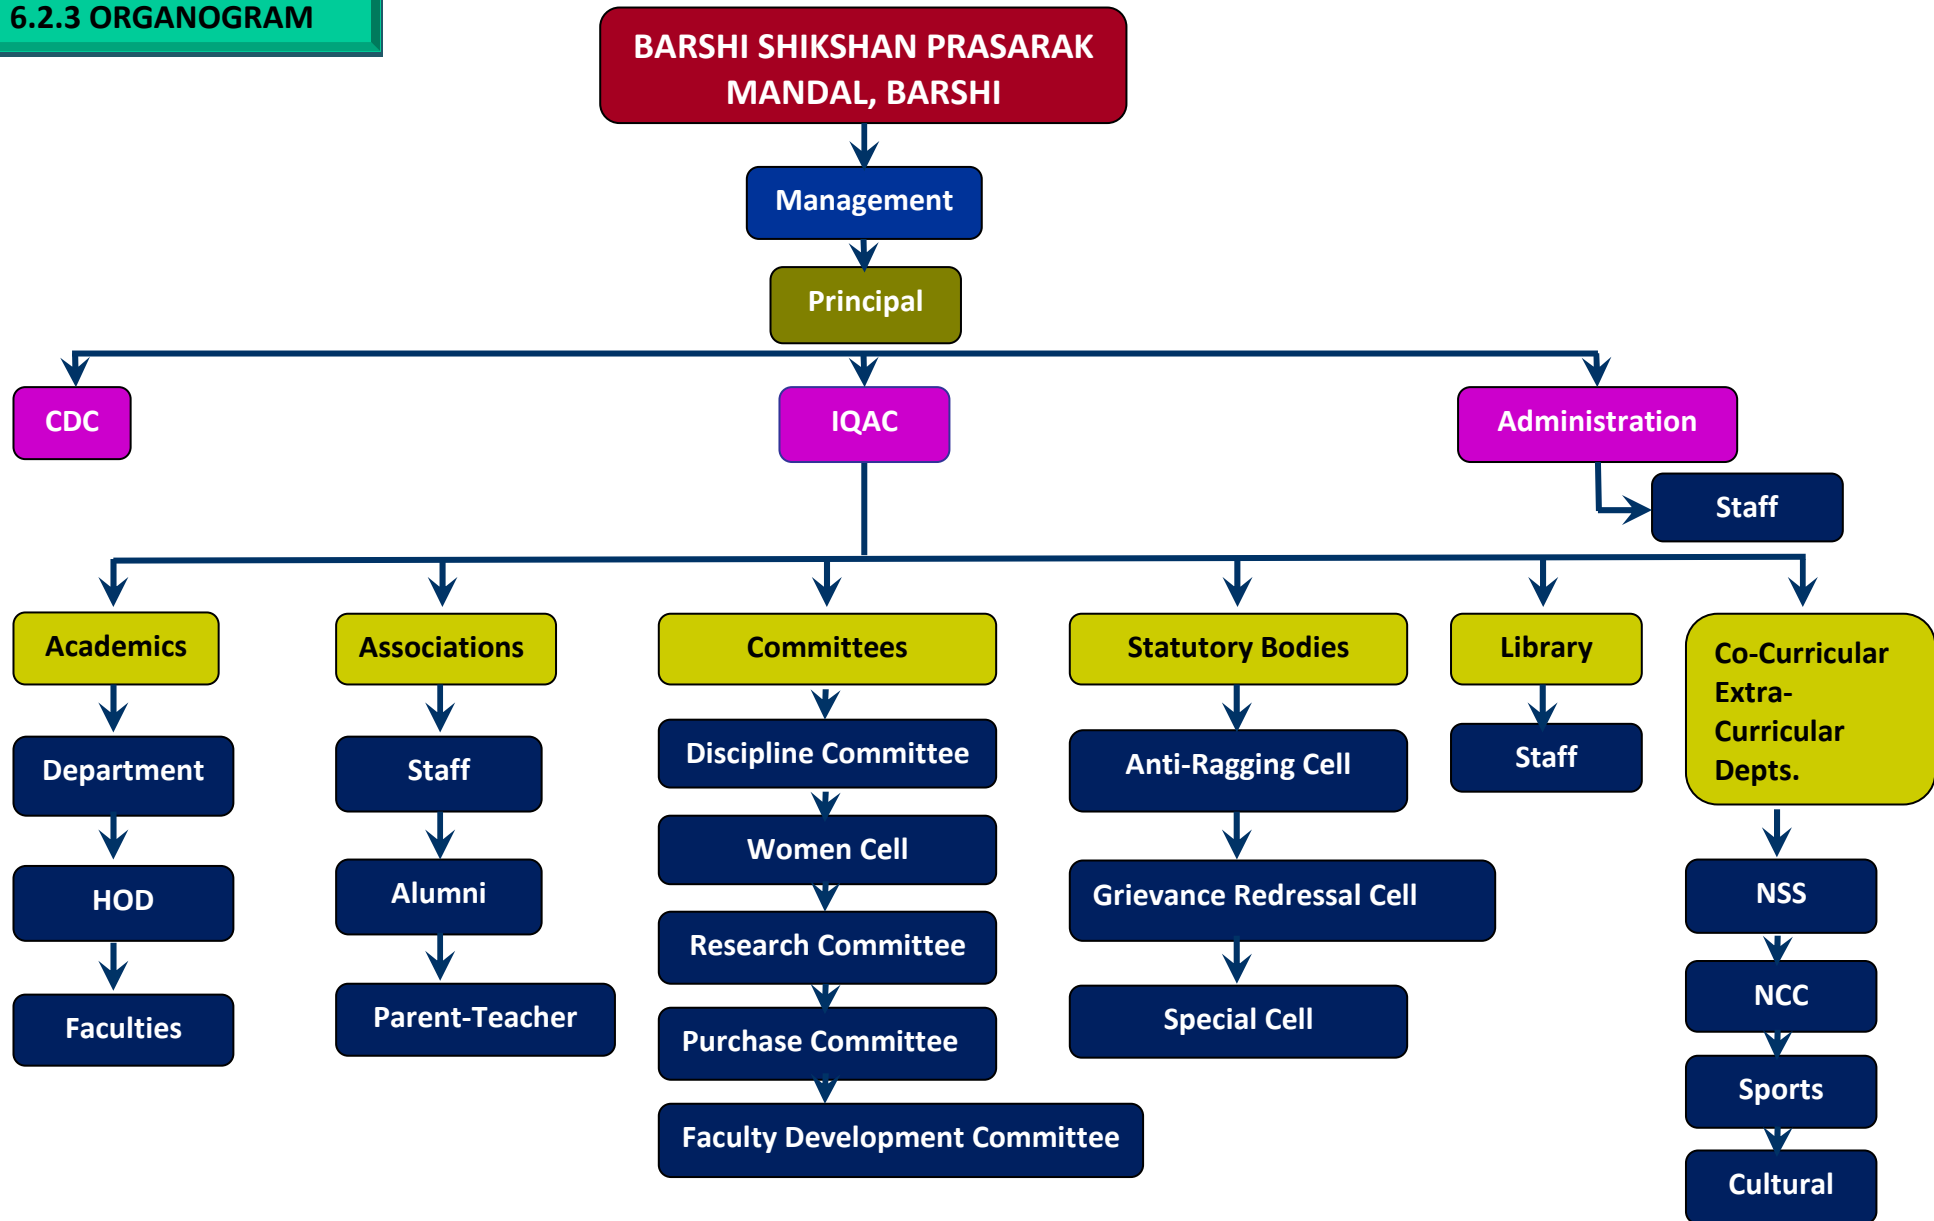 6.2.3 ORGANOGRAM
BARSHI SHIKSHAN PRASARAK
MANDAL, BARSHI
Management
Principal
CDC
IQAC
Administration
Staff
Academics
Associations
Committees
Statutory Bodies
Library
Co-Curricular
Extra-
Curricular
Depts.
Department
HOD
Faculties
Staff
Alumni
Parent-Teacher
Discipline Committee
Women Cell
Research Committee
Purchase Committee
Faculty Development Committee
Anti-Ragging Cell
Grievance Redressal Cell
Special Cell
Staff
NSS
NCC
Sports
Cultural